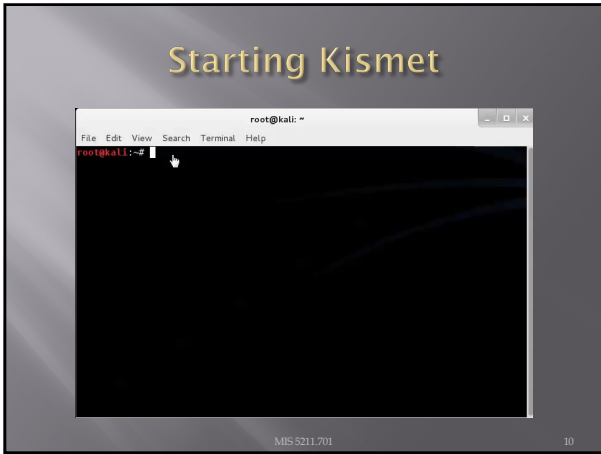 Starting Kismet
root@kali: ~
File Edit View Search Terminal Help
root@kali:~#
MIS 5211.701
10